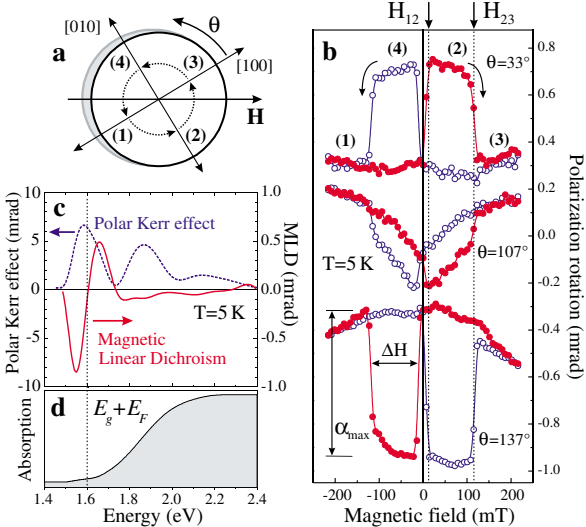 a
[010]
θ
[100]
(4)
(3)
(1)
(2)
H
H12
H23
b
(4)
(2)
θ=33°
(1)
(3)
T=5 K
θ=107°
ΔH
αmax
θ=137°
0.8
0.6
0.4
0.2
0.0
-0.2
-0.4
-0.6
-0.8
-1.0
Polarization rotation (mrad)
-200
-100
0
100
200
Magnetic field (mT)
c
Polar Kerr effect
Magnetic
Linear Dichroism
T=5 K
10
5
0
-5
-10
Polar Kerr effect (mrad)
1.0
0.5
0.0
-0.5
-1.0
MLD (mrad)
d
Eg+EF
Absorption
1.4
1.6
1.8
2.0
2.2
2.4
Energy (eV)